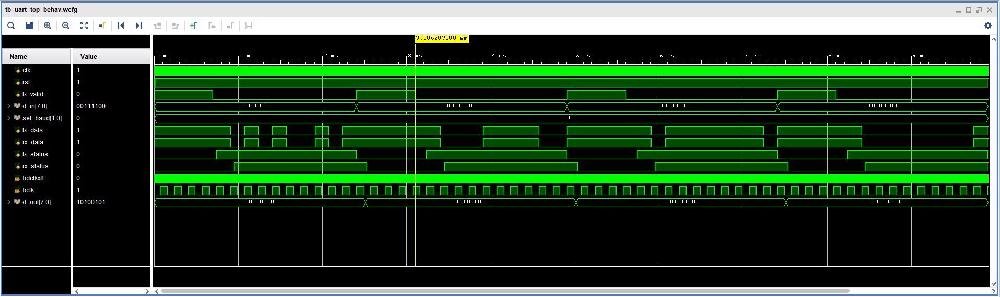 tb_uart_top_behav.wcfg
3.106287000 ms
Name Value
0 ms 1 ms 2 ms 3 ms 4 ms 5 ms 6 ms 7 ms 8 ms 9 ms
clk 1
rst 1
tx_valid 0
d_in[7:0] 00111100 10100101 00111100 01111111 10000000
sel_baud[1:0] 0 0
tx_data 1
rx_data 1
tx_status 0
rx_status 0
bdclkx8 0
bclk 1
d_out[7:0] 10100101 00000000 10100101 00111100 01111111